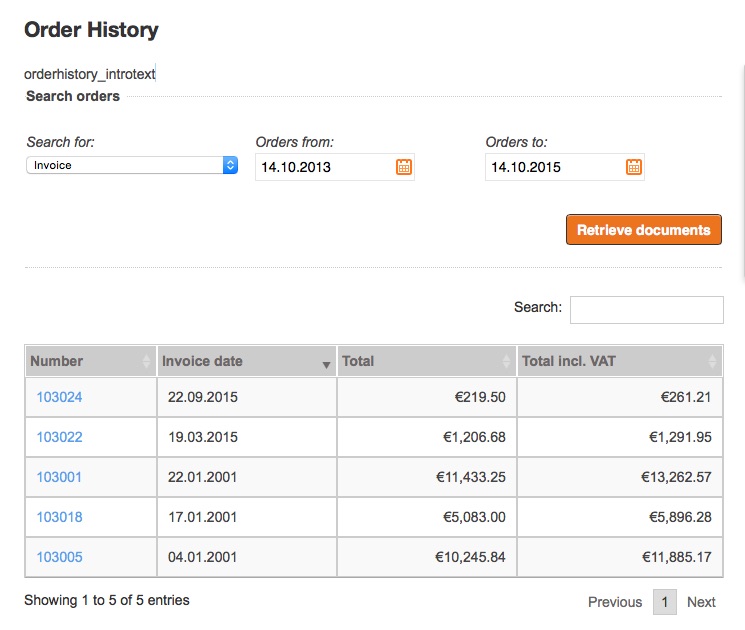 Order History
orderhistory_introtext
Search orders
Search for: Orders from: Orders to:
Invoice 14.10.2013 14.10.2015
Retrieve documents
Search:
Number Invoice date Total Total incl. VAT
103024 22.09.2015 €219.50 €261.21
103022 19.03.2015 €1,206.68 €1,291.95
103001 22.01.2001 €11,433.25 €13,262.57
103018 17.01.2001 €5,083.00 €5,896.28
103005 04.01.2001 €10,245.84 €11,885.17
Showing 1 to 5 of 5 entries Previous 1 Next